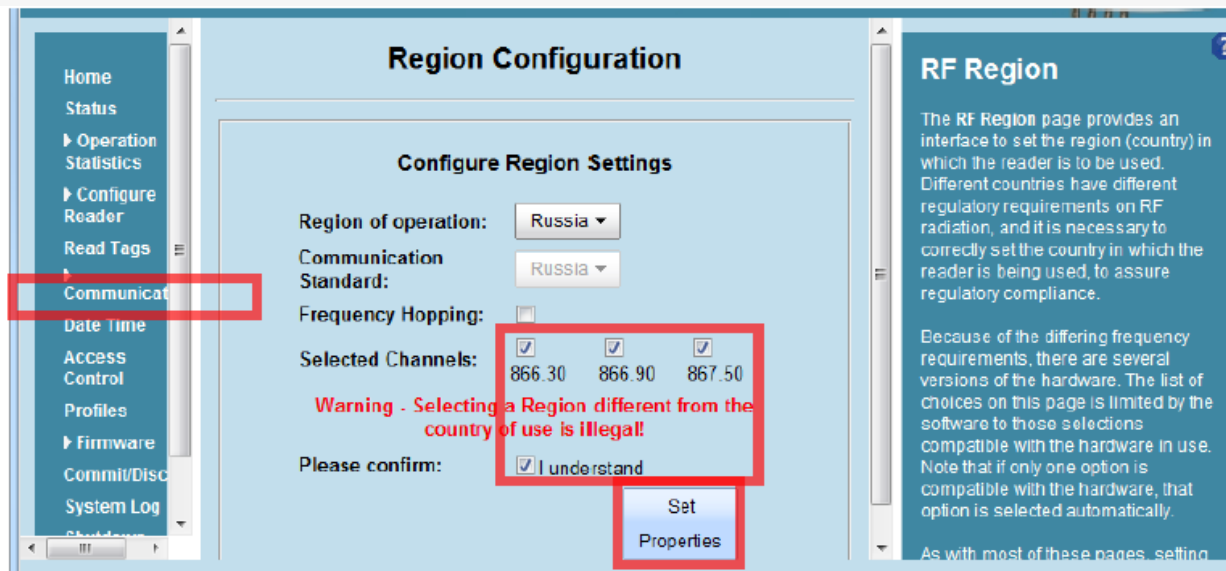 Home
Status
Operation
Statistics
Configure
Reader
Read Tags
Communicat
Date Time
Access
Control
Profiles
Firmware
Commit/Disc
System Log
Region Configuration
Configure Region Settings
Region of operation: Russia
Communication
Standard: Russia
Frequency Hopping:
Selected Channels:
866.30 866.90 867.50
Warning - Selecting a Region different from the
country of use is illegal!
Please confirm: I understand
Set
Properties
?
RF Region
The RF Region page provides an
interface to set the region (country) in
which the reader is to be used.
Different countries have different
regulatory requirements on RF
radiation, and it is necessary to
correctly set the country in which the
reader is being used, to assure
regulatory compliance.
Because of the differing frequency
requirements, there are several
versions of the hardware. The list of
choices on this page is limited by the
software to those selections
compatible with the hardware in use.
Note that if only one option is
compatible with the hardware, that
option is selected automatically.
As with most of these pages, setting